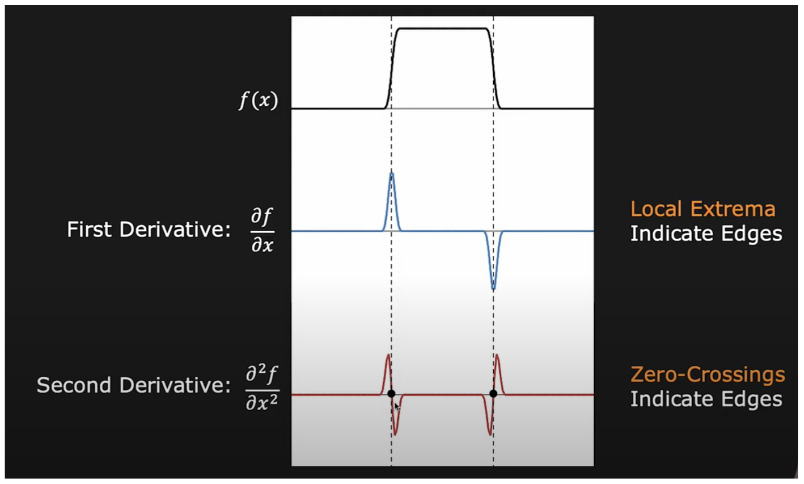 f(x)
First Derivative: ∂f/∂x
Local Extrema
Indicate Edges
Second Derivative: ∂²f/∂x²
Zero-Crossings
Indicate Edges